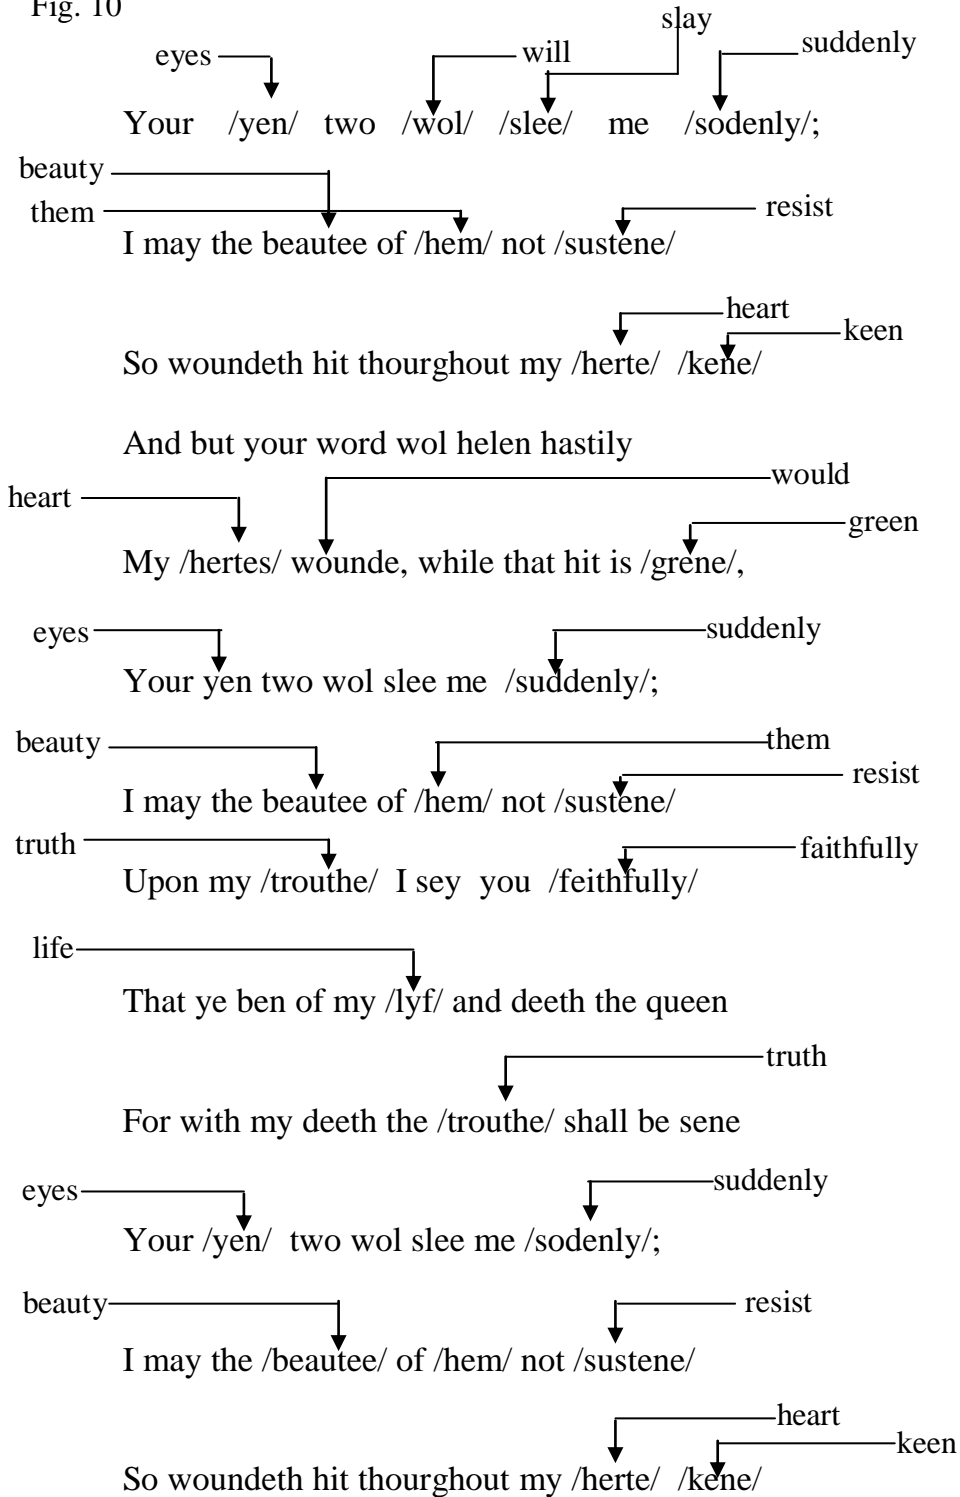 Fig. 10
slay
eyes will suddenly
Your /yen/ two /wol/ /slee/ me /sodenly/;
beauty
them resist
I may the beautee of /hem/ not /sustene/
heart
keen
So woundeth hit thourghout my /herte/ /kene/
And but your word wol helen hastily
would
heart
green
My /hertes/ wounde, while that hit is /grene/,
eyes suddenly
Your yen two wol slee me /suddenly/;
beauty them
resist
I may the beautee of /hem/ not /sustene/
truth faithfully
Upon my /trouthe/ I sey you /feithfully/
life
That ye ben of my /lyf/ and deeth the queen
truth
For with my deeth the /trouthe/ shall be sene
eyes suddenly
Your /yen/ two wol slee me /sodenly/;
beauty resist
I may the /beautee/ of /hem/ not /sustene/
heart
keen
So woundeth hit thourghout my /herte/ /kene/